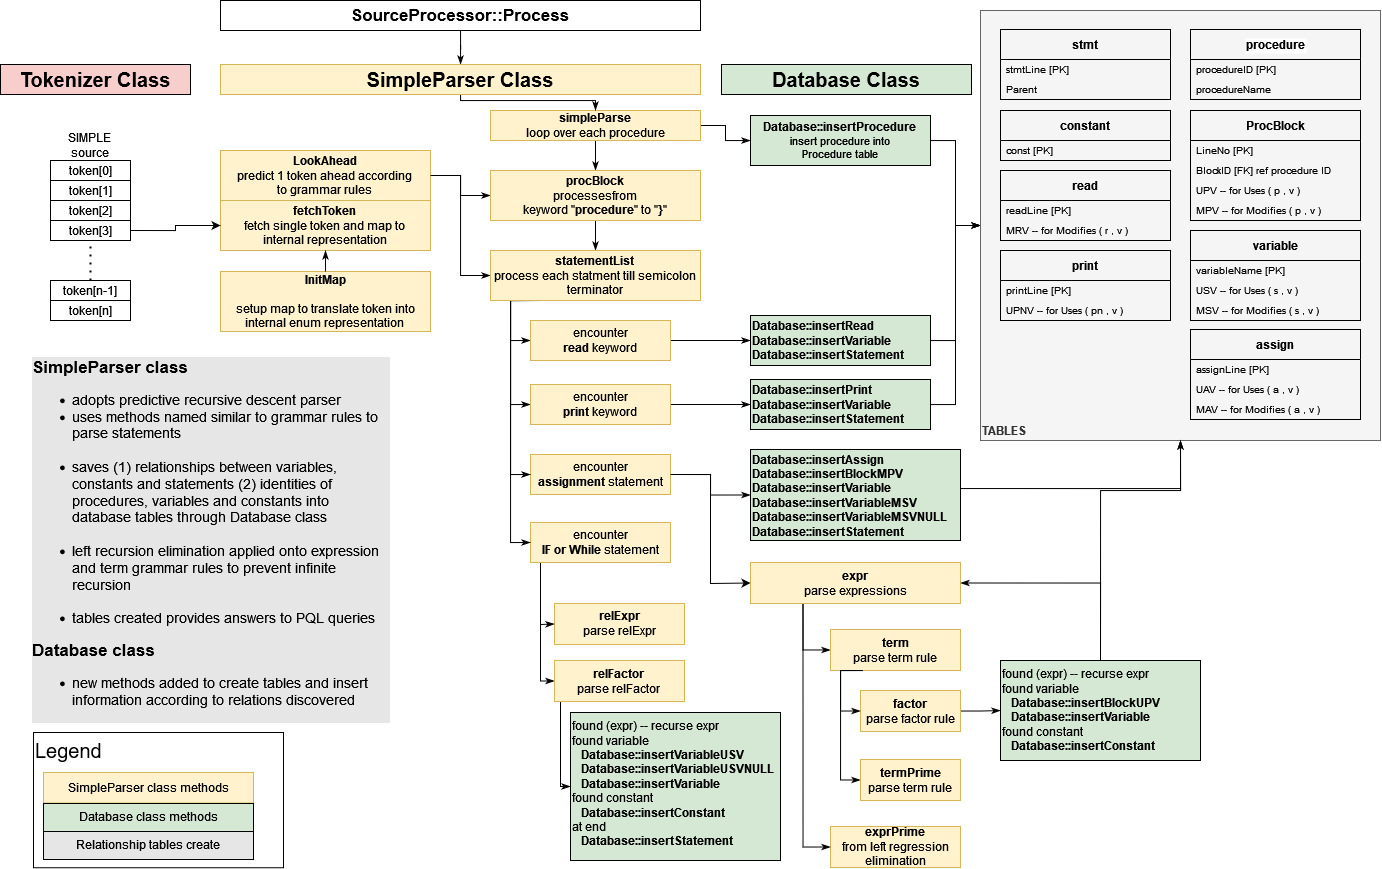 SourceProcessor::Process
Tokenizer Class
SimpleParser Class
Database Class
SIMPLE
source
token[0]
token[1]
token[2]
token[3]
token[n-1]
token[n]
LookAhead
predict 1 token ahead according
to grammar rules
fetchToken
fetch single token and map to
internal representation
InitMap
setup map to translate token into
internal enum representation
simpleParse
loop over each procedure
procBlock
processesfrom
keyword "procedure" to "}"
statementList
process each statment till semicolon
terminator
encounter
read keyword
encounter
print keyword
encounter
assignment statement
encounter
IF or While statement
relExpr
parse relExpr
relFactor
parse relFactor
found (expr) -- recurse expr
found variable
Database::insertVariableUSV
Database::insertVariableUSVNULL
Database::insertVariable
found constant
Database::insertConstant
at end
Database::insertStatement
Database::insertProcedure
insert procedure into
Procedure table
Database::insertRead
Database::insertVariable
Database::insertStatement
Database::insertPrint
Database::insertVariable
Database::insertStatement
Database::insertAssign
Database::insertBlockMPV
Database::insertVariable
Database::insertVariableMSV
Database::insertVariableMSVNULL
Database::insertStatement
expr
parse expressions
term
parse term rule
factor
parse factor rule
termPrime
parse term rule
exprPrime
from left regression
elimination
found (expr) -- recurse expr
found variable
Database::insertBlockUPV
Database::insertVariable
found constant
Database::insertConstant
stmt
stmtLine [PK]
Parent
constant
const [PK]
read
readLine [PK]
MRV -- for Modifies ( r , v )
print
printLine [PK]
UPNV -- for Uses ( pn , v )
procedure
procedureID [PK]
procedureName
ProcBlock
LineNo [PK]
BlockID [FK] ref procedure ID
UPV -- for Uses ( p , v )
MPV -- for Modifies ( p , v )
variable
variableName [PK]
USV -- for Uses ( s , v )
MSV -- for Modifies ( s , v )
assign
assignLine [PK]
UAV -- for Uses ( a , v )
MAV -- for Modifies ( a , v )
TABLES
SimpleParser class
• adopts predictive recursive descent parser
• uses methods named similar to grammar rules to
parse statements
• saves (1) relationships between variables,
constants and statements (2) identities of
procedures, variables and constants into
database tables through Database class
• left recursion elimination applied onto expression
and term grammar rules to prevent infinite
recursion
• tables created provides answers to PQL queries
Database class
• new methods added to create tables and insert
information according to relations discovered
Legend
SimpleParser class methods
Database class methods
Relationship tables create